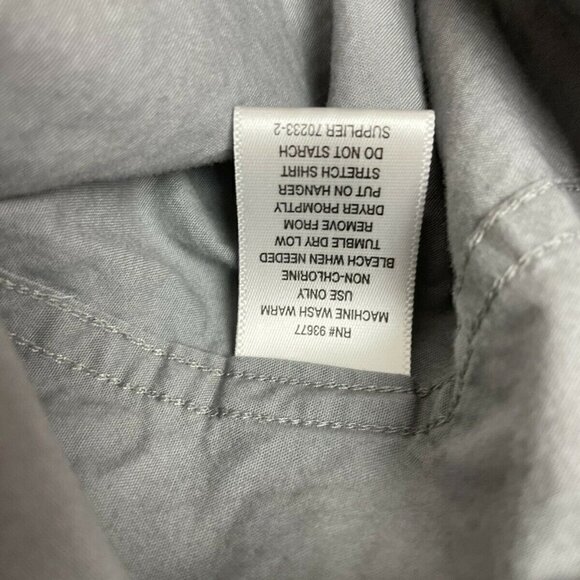 RN# 93677
MACHINE WASH WARM
USE ONLY
NON-CHLORINE
BLEACH WHEN NEEDED
TUMBLE DRY LOW
REMOVE FROM
DRYER PROMPTLY
PUT ON HANGER
STRETCH SHIRT
DO NOT STARCH
SUPPLIER 70233-2